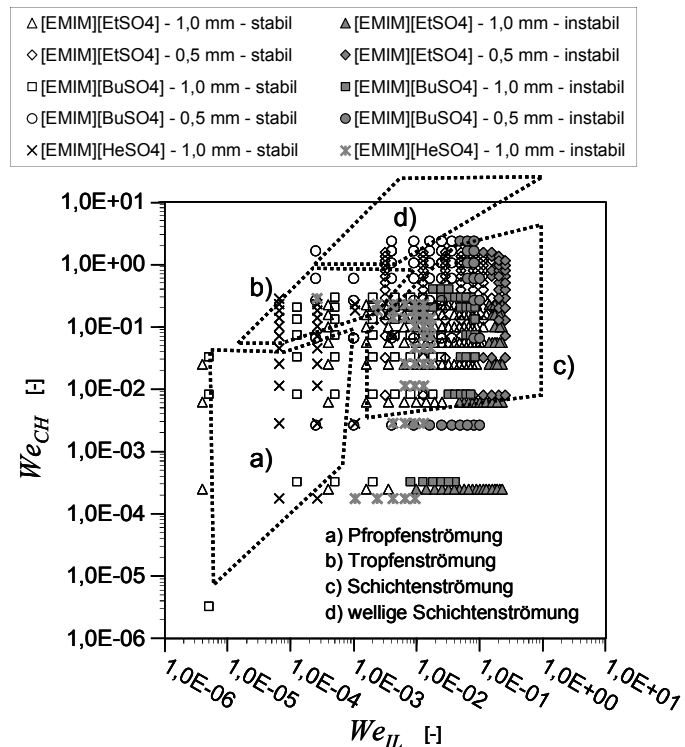 [EMIM][EtSO4] - 1,0 mm - stabil
[EMIM][EtSO4] - 1,0 mm - instabil
[EMIM][EtSO4] - 0,5 mm - stabil
[EMIM][EtSO4] - 0,5 mm - instabil
[EMIM][BuSO4] - 1,0 mm - stabil
[EMIM][BuSO4] - 1,0 mm - instabil
[EMIM][BuSO4] - 0,5 mm - stabil
[EMIM][BuSO4] - 0,5 mm - instabil
[EMIM][HeSO4] - 1,0 mm - stabil
[EMIM][HeSO4] - 1,0 mm - instabil
1,0E+01
1,0E+00
1,0E-01
1,0E-02
1,0E-03
1,0E-04
1,0E-05
1,0E-06
We_CH [-]
d)
b)
c)
a)
a) Pfropfenströmung
b) Tropfenströmung
c) Schichtenströmung
d) wellige Schichtenströmung
1,0E-06
1,0E-05
1,0E-04
1,0E-03
1,0E-02
1,0E-01
1,0E+00
1,0E+01
We_IL [-]